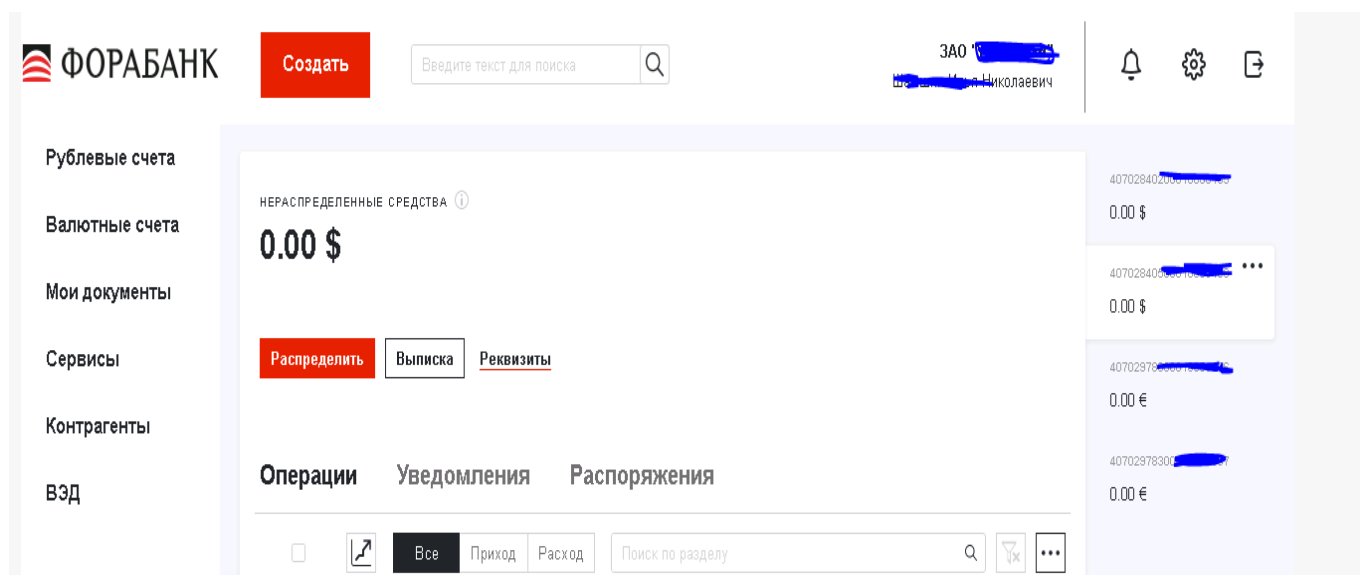 ФОРАБАНК
Создать
Введите текст для поиска
ЗАО "
Николаевич
Рублевые счета
Валютные счета
Мои документы
Сервисы
Контрагенты
ВЭД
НЕРАСПРЕДЕЛЕННЫЕ СРЕДСТВА
0.00 $
Распределить Выписка Реквизиты
Операции Уведомления Распоряжения
Все Приход Расход Поиск по разделу
0.00 $
0.00 $
0.00 €
0.00 €